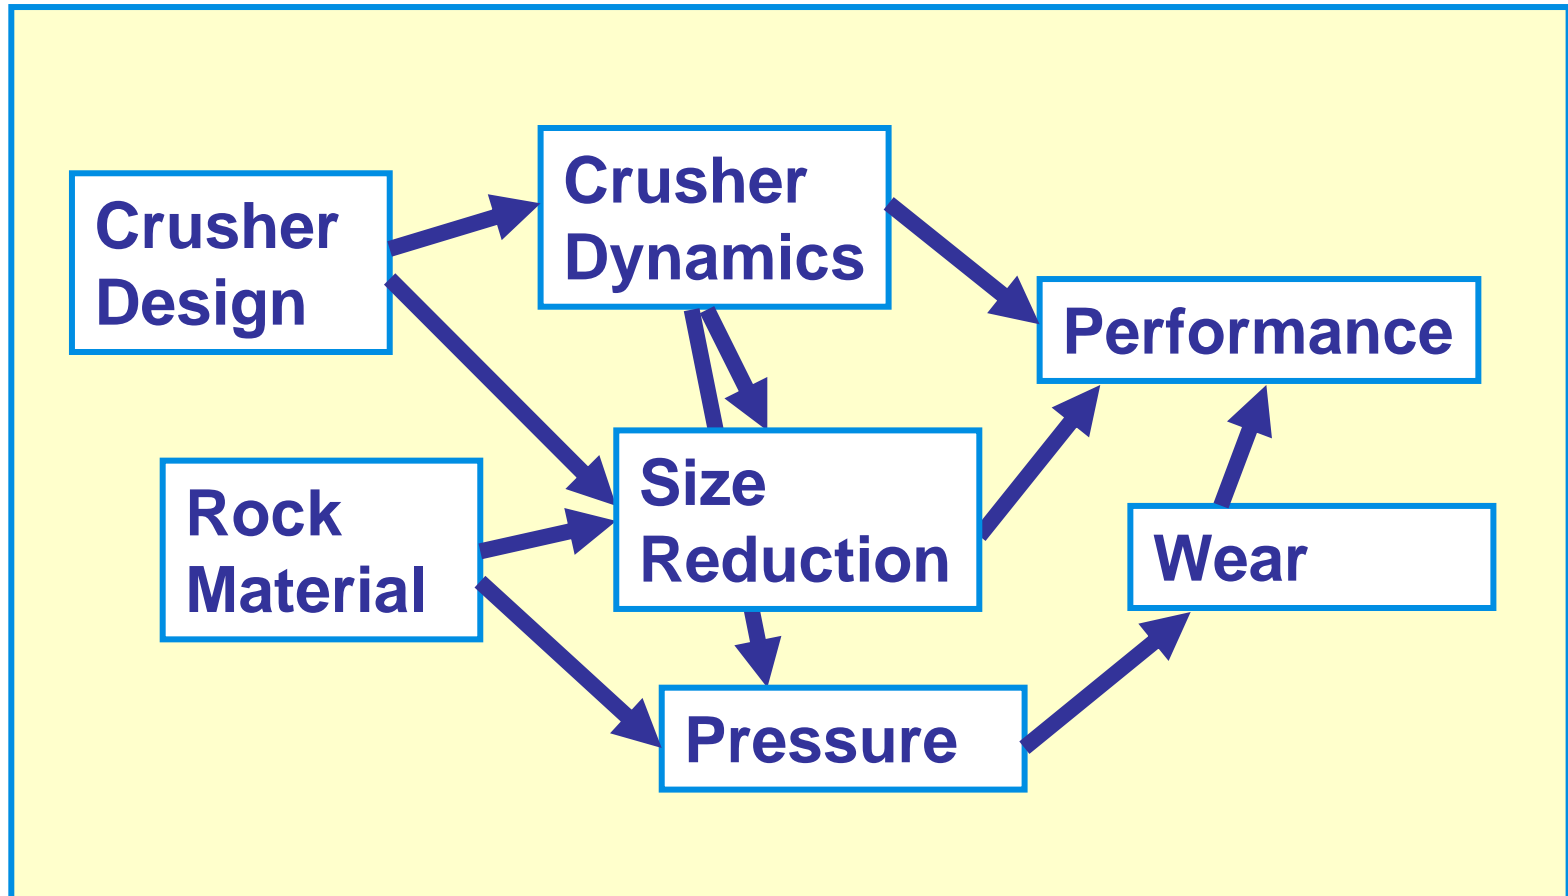 Crusher
Design
Crusher
Dynamics
Performance
Rock
Material
Size
Reduction
Wear
Pressure